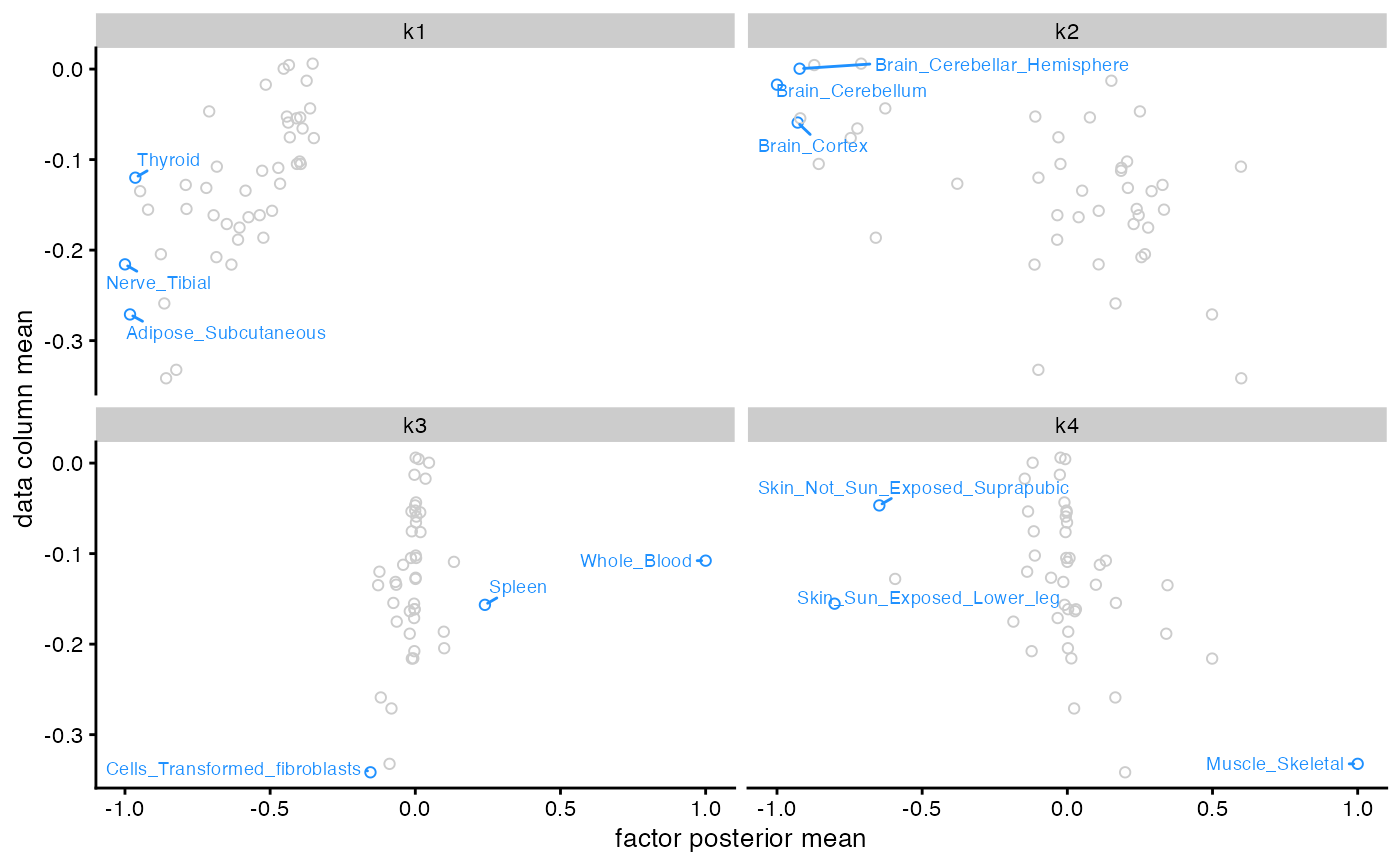 k1
k2
0.0
-0.1
-0.2
-0.3
Thyroid
Nerve_Tibial
Adipose_Subcutaneous
Brain_Cerebellar_Hemisphere
Brain_Cerebellum
Brain_Cortex
data column mean
k3
k4
0.0
-0.1
-0.2
-0.3
Whole_Blood
Spleen
Cells_Transformed_fibroblasts
Skin_Not_Sun_Exposed_Suprapubic
Skin_Sun_Exposed_Lower_leg
Muscle_Skeletal
-1.0 -0.5 0.0 0.5 1.0
-1.0 -0.5 0.0 0.5 1.0
factor posterior mean